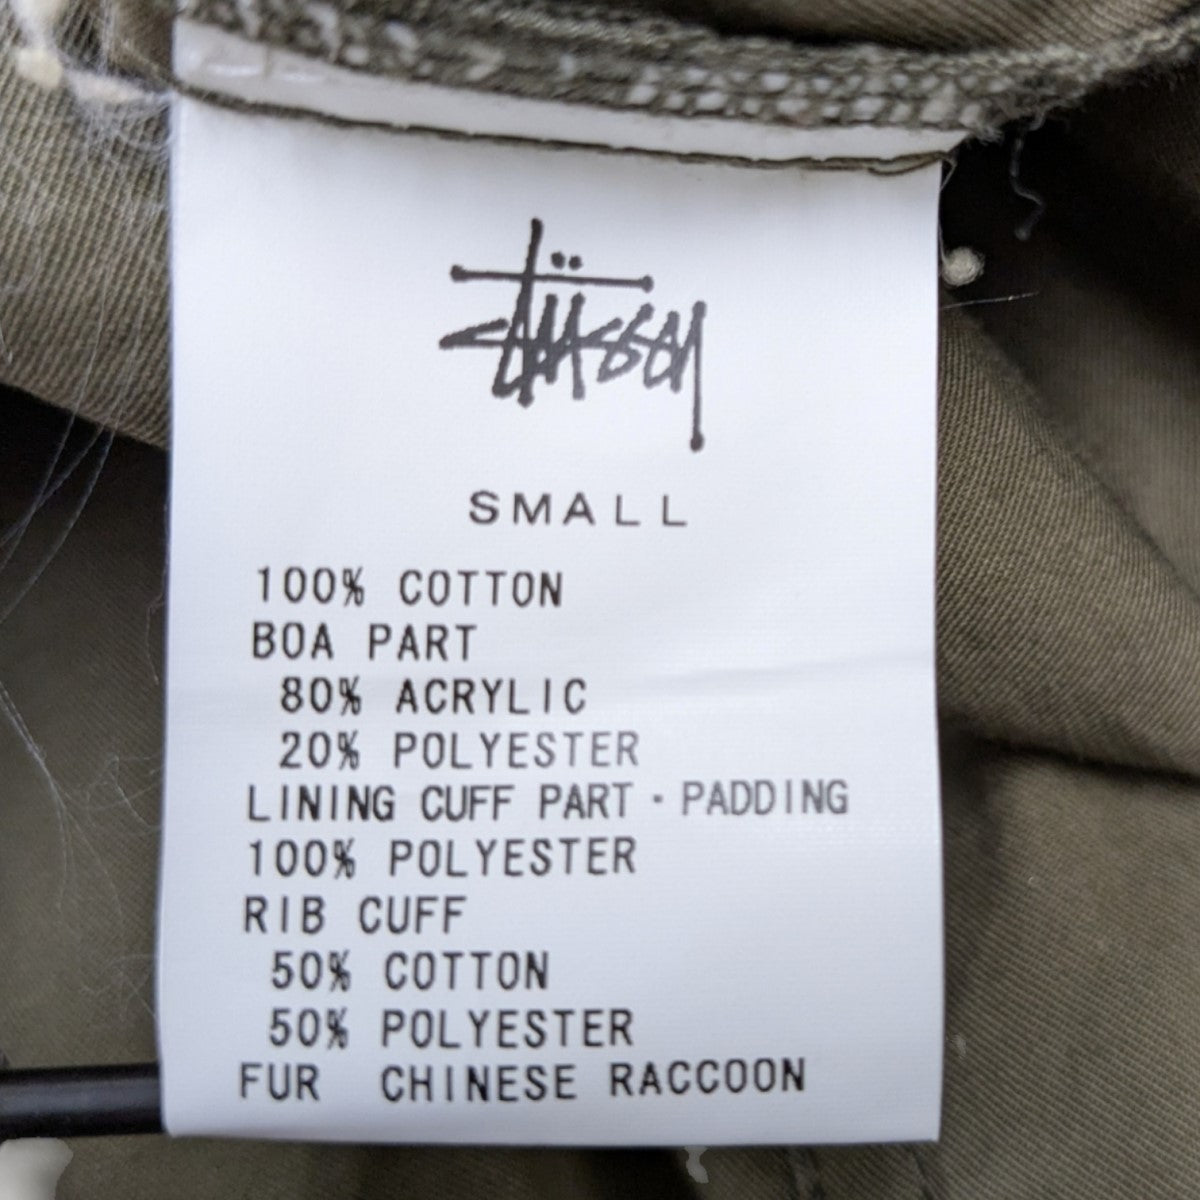 Stüssy
SMALL
100% COTTON
BOA PART
80% ACRYLIC
20% POLYESTER
LINING CUFF PART・PADDING
100% POLYESTER
RIB CUFF
50% COTTON
50% POLYESTER
FUR CHINESE RACCOON